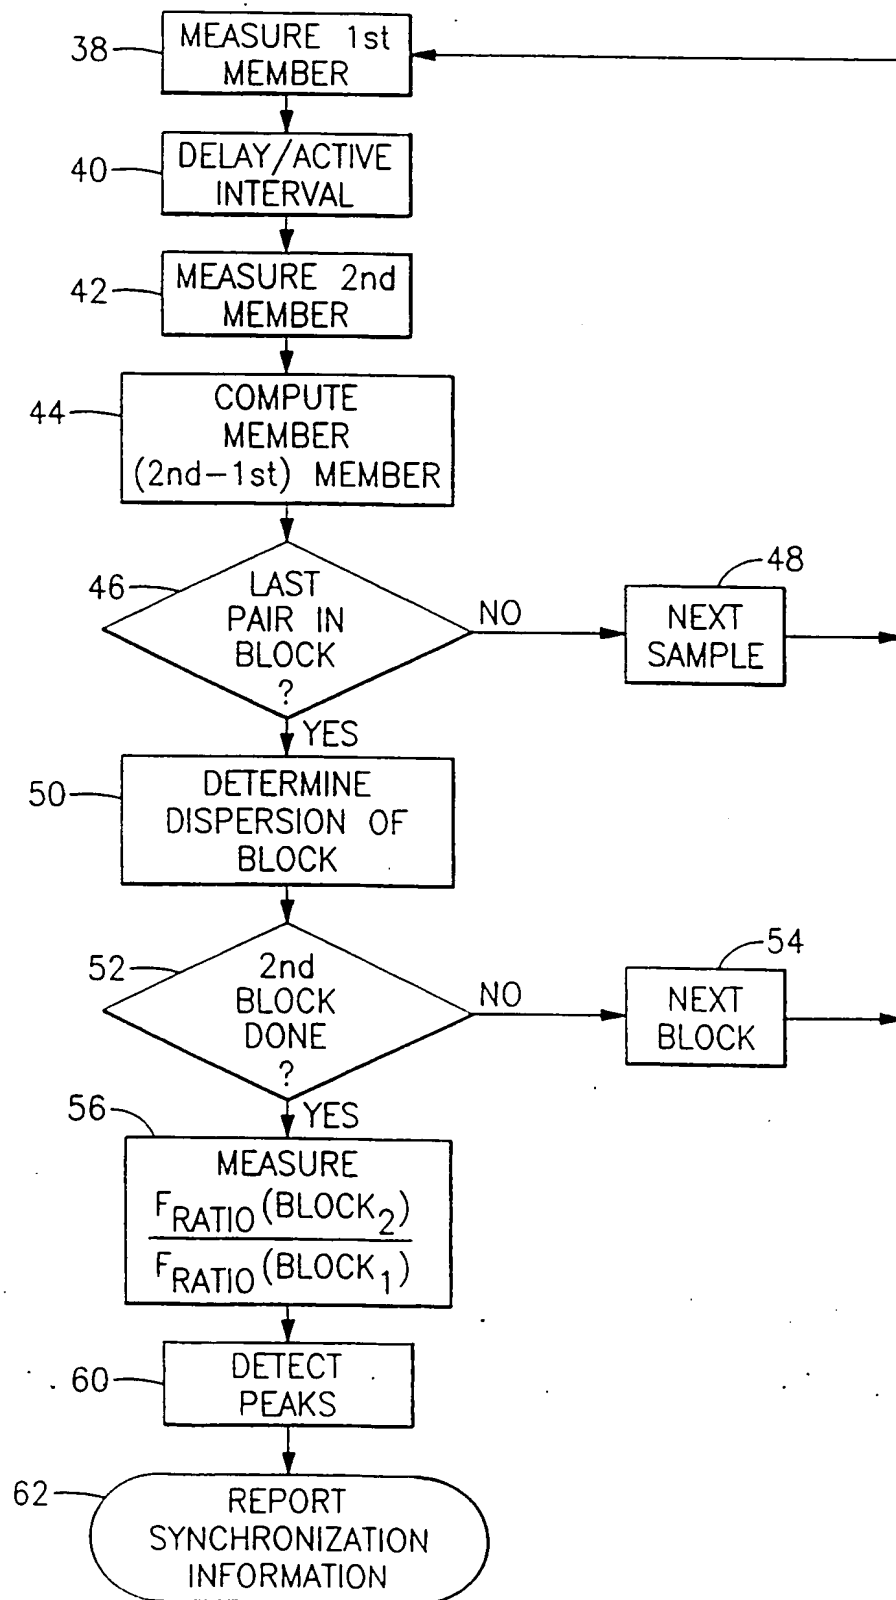 38
MEASURE 1st
MEMBER
40
DELAY/ACTIVE
INTERVAL
42
MEASURE 2nd
MEMBER
44
COMPUTE
MEMBER
(2nd-1st) MEMBER
46
LAST
PAIR IN
BLOCK
?
NO
48
NEXT
SAMPLE
YES
50
DETERMINE
DISPERSION OF
BLOCK
52
2nd
BLOCK
DONE
?
NO
54
NEXT
BLOCK
YES
56
MEASURE
FRATIO(BLOCK2)
FRATIO(BLOCK1)
60
DETECT
PEAKS
62
REPORT
SYNCHRONIZATION
INFORMATION